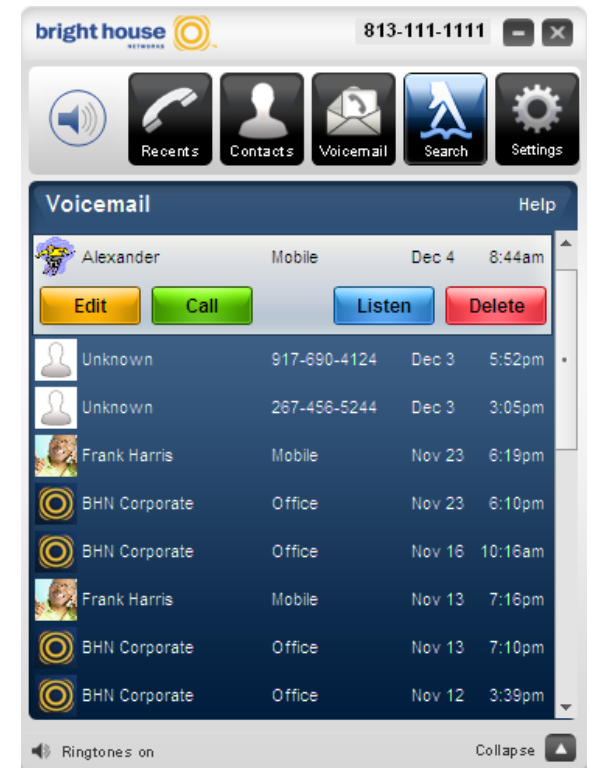 bright house
NETWORKS
813-111-1111
Recents Contacts Voicemail Search Settings
Voicemail Help
Alexander Mobile Dec 4 8:44am
Edit Call Listen Delete
Unknown 917-690-4124 Dec 3 5:52pm
Unknown 267-456-5244 Dec 3 3:05pm
Frank Harris Mobile Nov 23 6:19pm
BHN Corporate Office Nov 23 6:10pm
BHN Corporate Office Nov 16 10:16am
Frank Harris Mobile Nov 13 7:16pm
BHN Corporate Office Nov 13 7:10pm
BHN Corporate Office Nov 12 3:39pm
Ringtones on Collapse